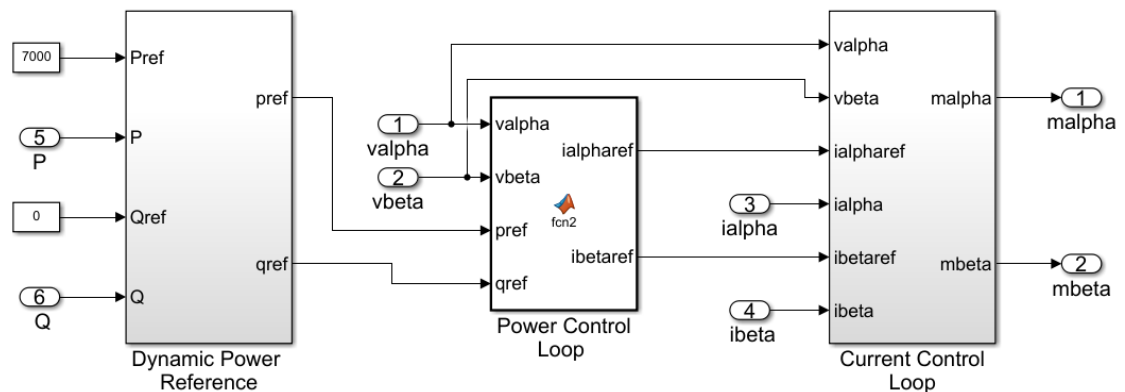 7000
Pref
P
Qref
Q
pref
qref
5
P
0
6
Q
Dynamic Power
Reference
1
valpha
2
vbeta
valpha
vbeta
pref
qref
ialpharef
ibetaref
fcn2
Power Control
Loop
3
ialpha
4
ibeta
valpha
vbeta
ialpharef
ialpha
ibetaref
ibeta
malpha
mbeta
Current Control
Loop
1
malpha
2
mbeta